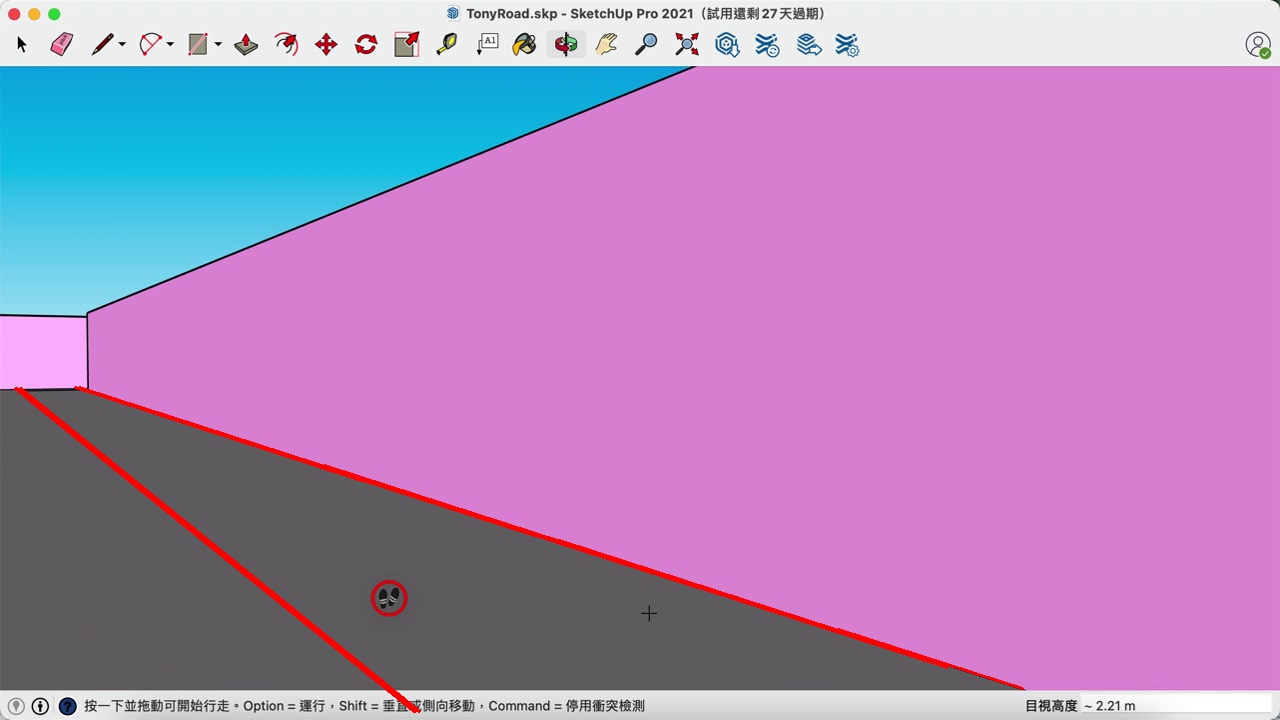 TonyRoad.skp - SketchUp Pro 2021（試用還剩 27 天過期）
A1
按一下並拖動可開始行走。Option = 運行，Shift = 垂直或側向移動，Command = 停用衝突檢測
目視高度 ~ 2.21 m